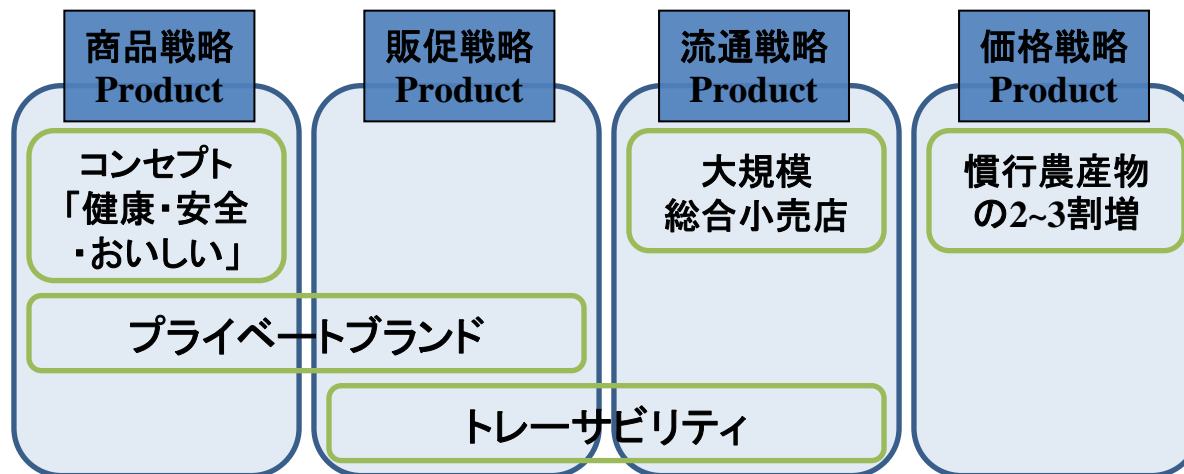 商品戦略
Product
販促戦略
Product
流通戦略
Product
価格戦略
Product
コンセプト
「健康・安全
・おいしい」
大規模
総合小売店
慣行農産物
の2~3割増
プライベートブランド
トレーサビリティ